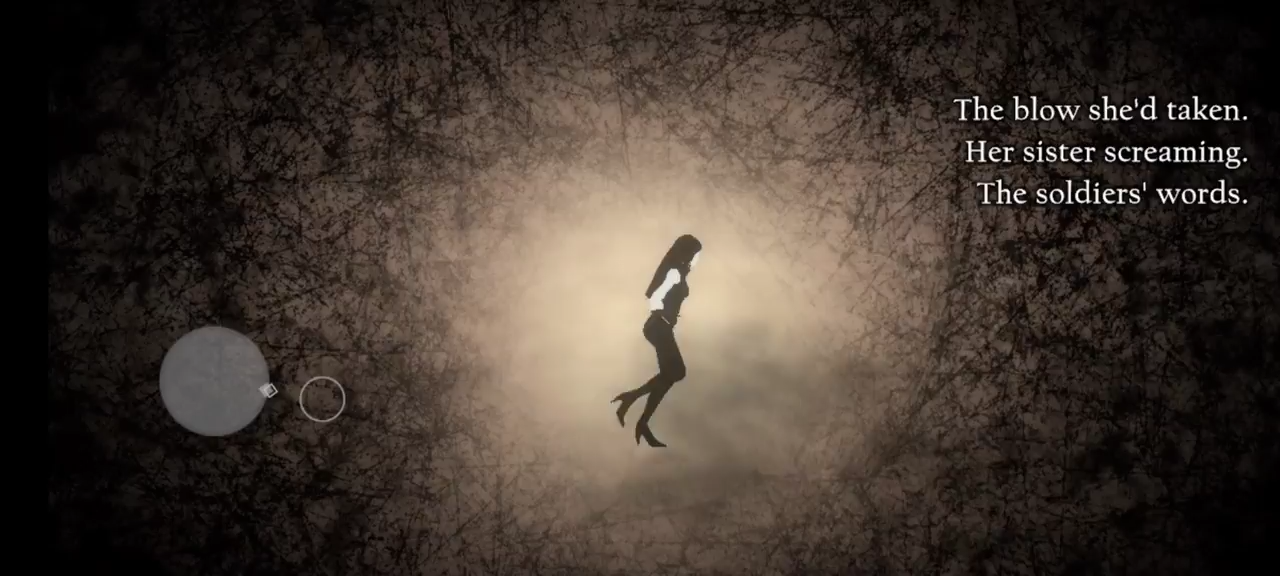 The blow she'd taken.
Her sister screaming.
The soldiers' words.